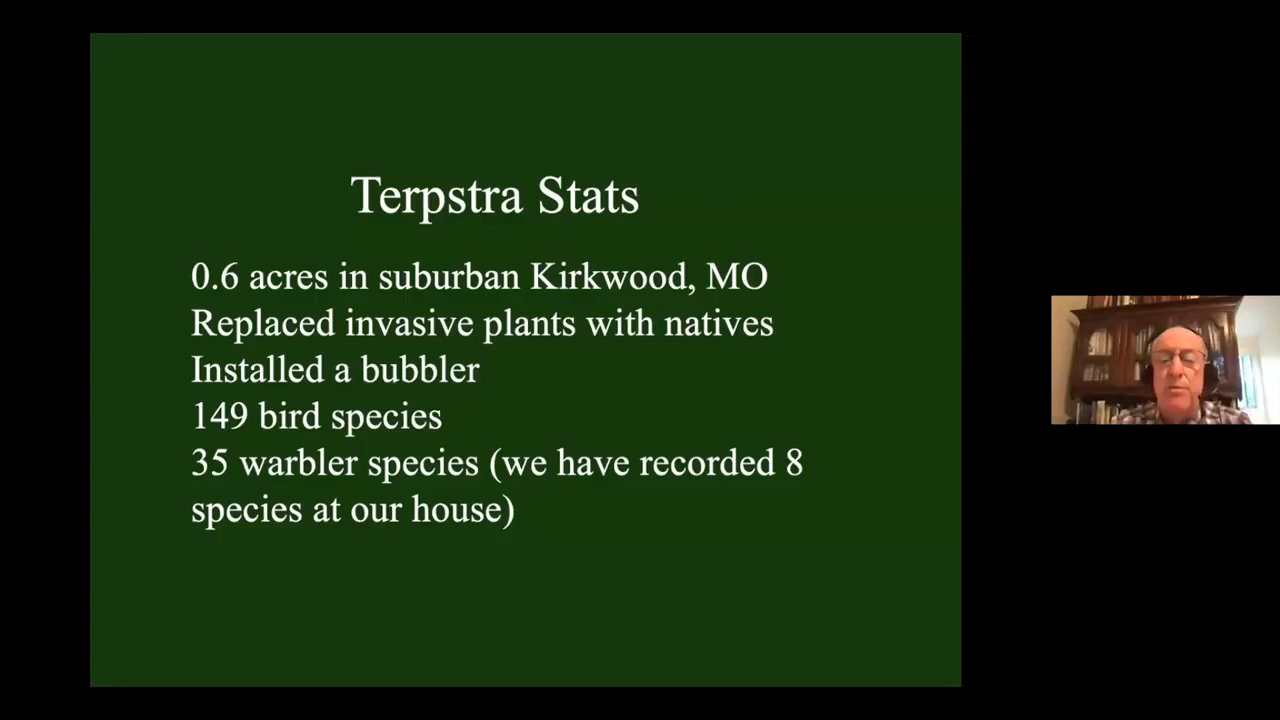 Terpstra Stats
0.6 acres in suburban Kirkwood, MO
Replaced invasive plants with natives
Installed a bubbler
149 bird species
35 warbler species (we have recorded 8
species at our house)